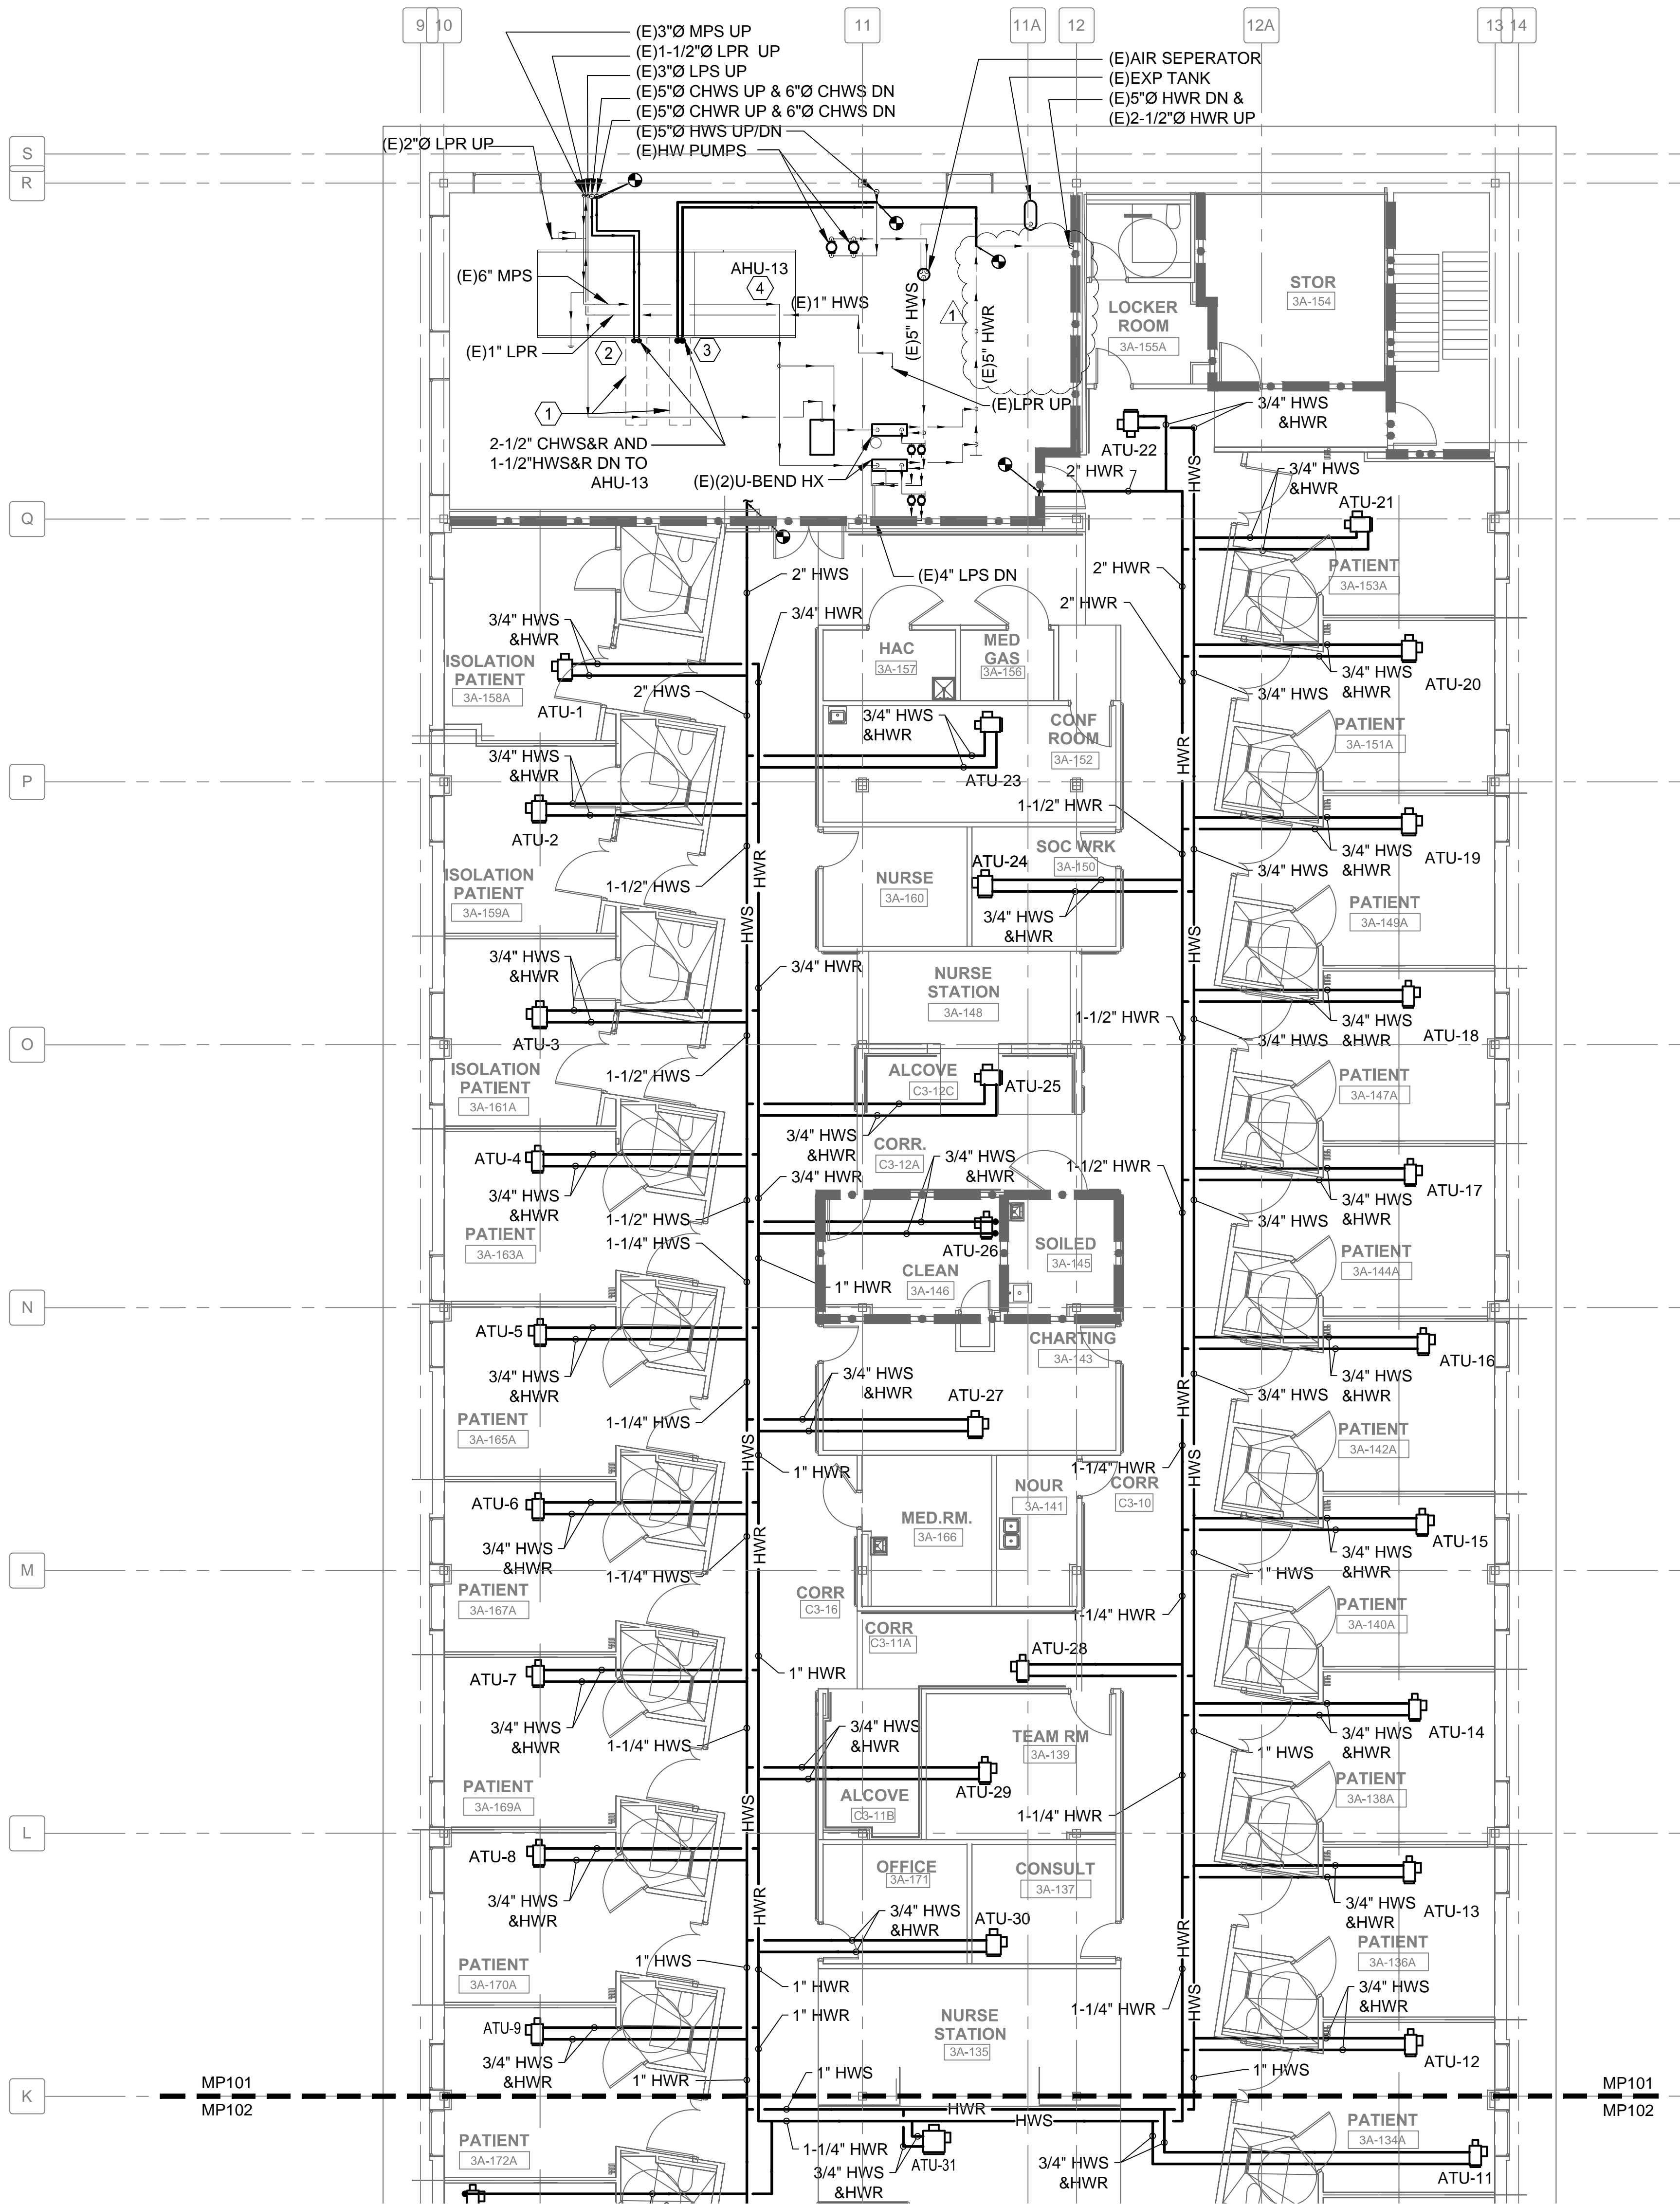 9
10
11
11A
12
12A
13
14
(E)3"Ø MPS UP
(E)1-1/2"Ø LPR UP
(E)3"Ø LPS UP
(E)5"Ø CHWS UP & 6"Ø CHWS DN
(E)5"Ø CHWR UP & 6"Ø CHWS DN
(E)5"Ø HWS UP/DN
(E)HW PUMPS
(E)2"Ø LPR UP
(E)AIR SEPERATOR
(E)EXP TANK
(E)5"Ø HWR DN &
(E)2-1/2"Ø HWR UP
S
R
Q
P
O
N
M
L
K
(E)6" MPS
(E)1" LPR
AHU-13
4
(E)1" HWS
(E)5" HWS
1
(E)5" HWR
2
3
1
(E)LPR UP
2-1/2" CHWS&R AND
1-1/2"HWS&R DN TO
AHU-13
(E)(2)U-BEND HX
(E)4" LPS DN
LOCKER
ROOM
3A-155A
STOR
3A-154
3/4" HWS
&HWR
ATU-22
2" HWR
HWS
3/4" HWS
&HWR
ATU-21
PATIENT
3A-153A
2" HWS
3/4" HWR
2" HWR
2" HWR
3/4" HWS
&HWR
ISOLATION
PATIENT
3A-158A
ATU-1
2" HWS
HAC
3A-157
MED
GAS
3A-156
3/4" HWS
3/4" HWS
&HWR
ATU-20
3/4" HWS
&HWR
CONF
ROOM
3A-152
ATU-23
HWR
PATIENT
3A-151A
3/4" HWS
&HWR
ATU-2
1-1/2" HWR
3/4" HWS
3/4" HWS
&HWR
ATU-19
ISOLATION
PATIENT
3A-159A
1-1/2" HWS
HWR
HWS
NURSE
3A-160
SOC WRK
3A-150
ATU-24
3/4" HWS
&HWR
HWS
PATIENT
3A-149A
3/4" HWS
&HWR
ATU-3
3/4" HWR
NURSE
STATION
3A-148
1-1/2" HWR
3/4" HWS
3/4" HWS
&HWR
ATU-18
1-1/2" HWS
ISOLATION
PATIENT
3A-161A
ALCOVE
C3-12C
ATU-25
PATIENT
3A-147A
3/4" HWS
&HWR
CORR.
C3-12A
3/4" HWS
&HWR
1-1/2" HWR
ATU-4
3/4" HWS
&HWR
3/4" HWR
1-1/2" HWS
3/4" HWS
3/4" HWS
&HWR
ATU-17
PATIENT
3A-163A
1-1/4" HWS
ATU-26
SOILED
3A-145
CLEAN
3A-146
1" HWR
PATIENT
3A-144A
ATU-5
3/4" HWS
&HWR
CHARTING
3A-143
3/4" HWS
3/4" HWS
&HWR
ATU-16
3/4" HWS
&HWR
ATU-27
HWR
1-1/4" HWS
PATIENT
3A-165A
HWS
1" HWR
1-1/4" HWR
HWS
PATIENT
3A-142A
ATU-6
3/4" HWS
&HWR
MED.RM.
3A-166
NOUR
3A-141
CORR
C3-10
HWR
1-1/4" HWS
1" HWS
3/4" HWS
&HWR
ATU-15
PATIENT
3A-167A
CORR
C3-16
CORR
C3-11A
1-1/4" HWR
PATIENT
3A-140A
ATU-7
3/4" HWS
&HWR
1" HWR
ATU-28
1-1/4" HWS
3/4" HWS
&HWR
TEAM RM
3A-139
1" HWS
3/4" HWS
&HWR
ATU-14
PATIENT
3A-169A
HWS
ALCOVE
C3-11B
ATU-29
1-1/4" HWR
PATIENT
3A-138A
ATU-8
3/4" HWS
&HWR
OFFICE
3A-171
CONSULT
3A-137
HWR
3/4" HWS
&HWR
ATU-30
3/4" HWS
&HWR
ATU-13
HWR
PATIENT
3A-136A
PATIENT
3A-170A
1" HWS
1" HWR
1-1/4" HWR
HWS
3/4" HWS
&HWR
ATU-9
3/4" HWS
&HWR
1" HWR
NURSE
STATION
3A-135
ATU-12
1" HWR
1" HWS
1" HWS
MP101
MP102
MP101
MP102
HWR
HWS
PATIENT
3A-172A
1-1/4" HWR
3/4" HWS
&HWR
ATU-31
3/4" HWS
&HWR
PATIENT
3A-134A
ATU-11